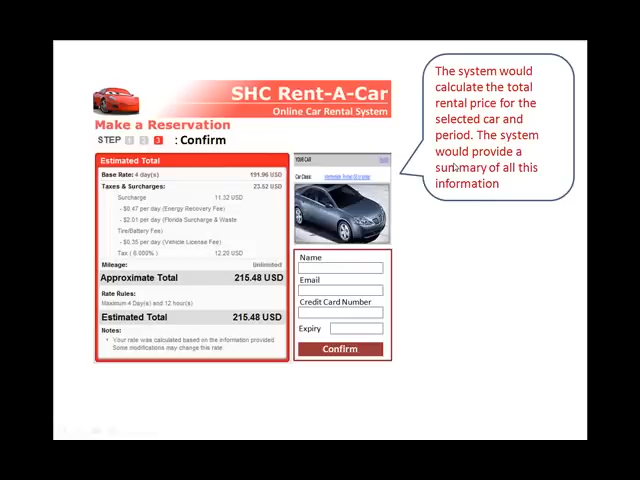 SHC Rent-A-Car
Online Car Rental System
Make a Reservation
STEP 1 2 3 : Confirm
Estimated Total
Base Rate: 4 day(s) 191.96 USD
Taxes & Surcharges: 23.52 USD
Surcharge 11.32 USD
- $0.47 per day (Energy Recovery Fee)
- $2.01 per day (Florida Surcharge & Waste
Tire/Battery Fee)
- $0.35 per day (Vehicle License Fee)
Tax ( 6.000%) 12.20 USD
Mileage: Unlimited
Approximate Total 215.48 USD
Rate Rules:
Maximum 4 Day(s) and 12 hour(s)
Estimated Total 215.48 USD
Notes:
• Your rate was calculated based on the information provided.
Some modifications may change this rate
YOUR CAR
Car Class:
Name
Email
Credit Card Number
Expiry
Confirm
The system would
calculate the total
rental price for the
selected car and
period. The system
would provide a
summary of all this
information